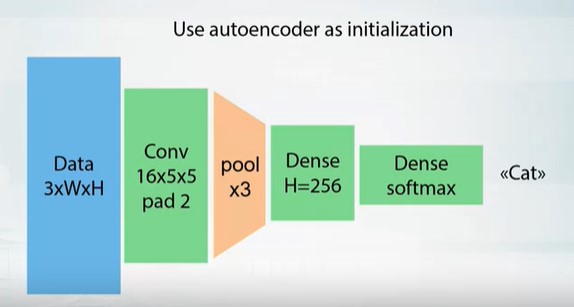 Use autoencoder as initialization
Data
3xWxH
Conv
16x5x5
pad 2
pool
x3
Dense
H=256
Dense
softmax
«Cat»